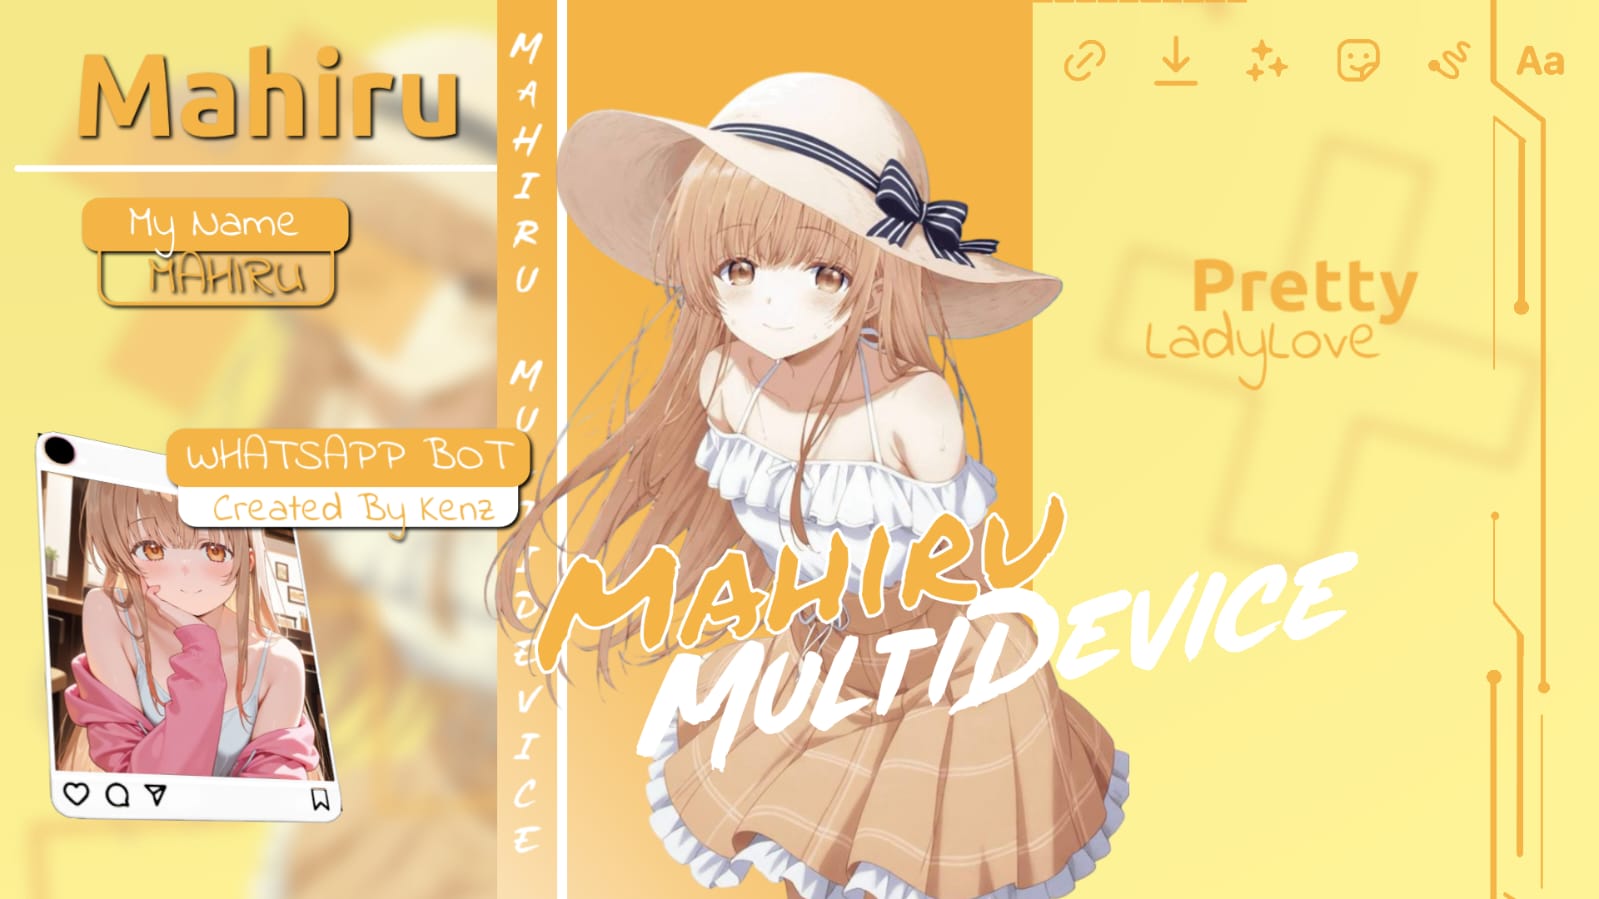 Mahiru
My Name
MAHIRU
WHATSAPP BOT
Created By Kenz
MAHIRU MULTIDEVICE
Aa
Pretty
LadyLove
MAHIRU
MULTIDEVICE